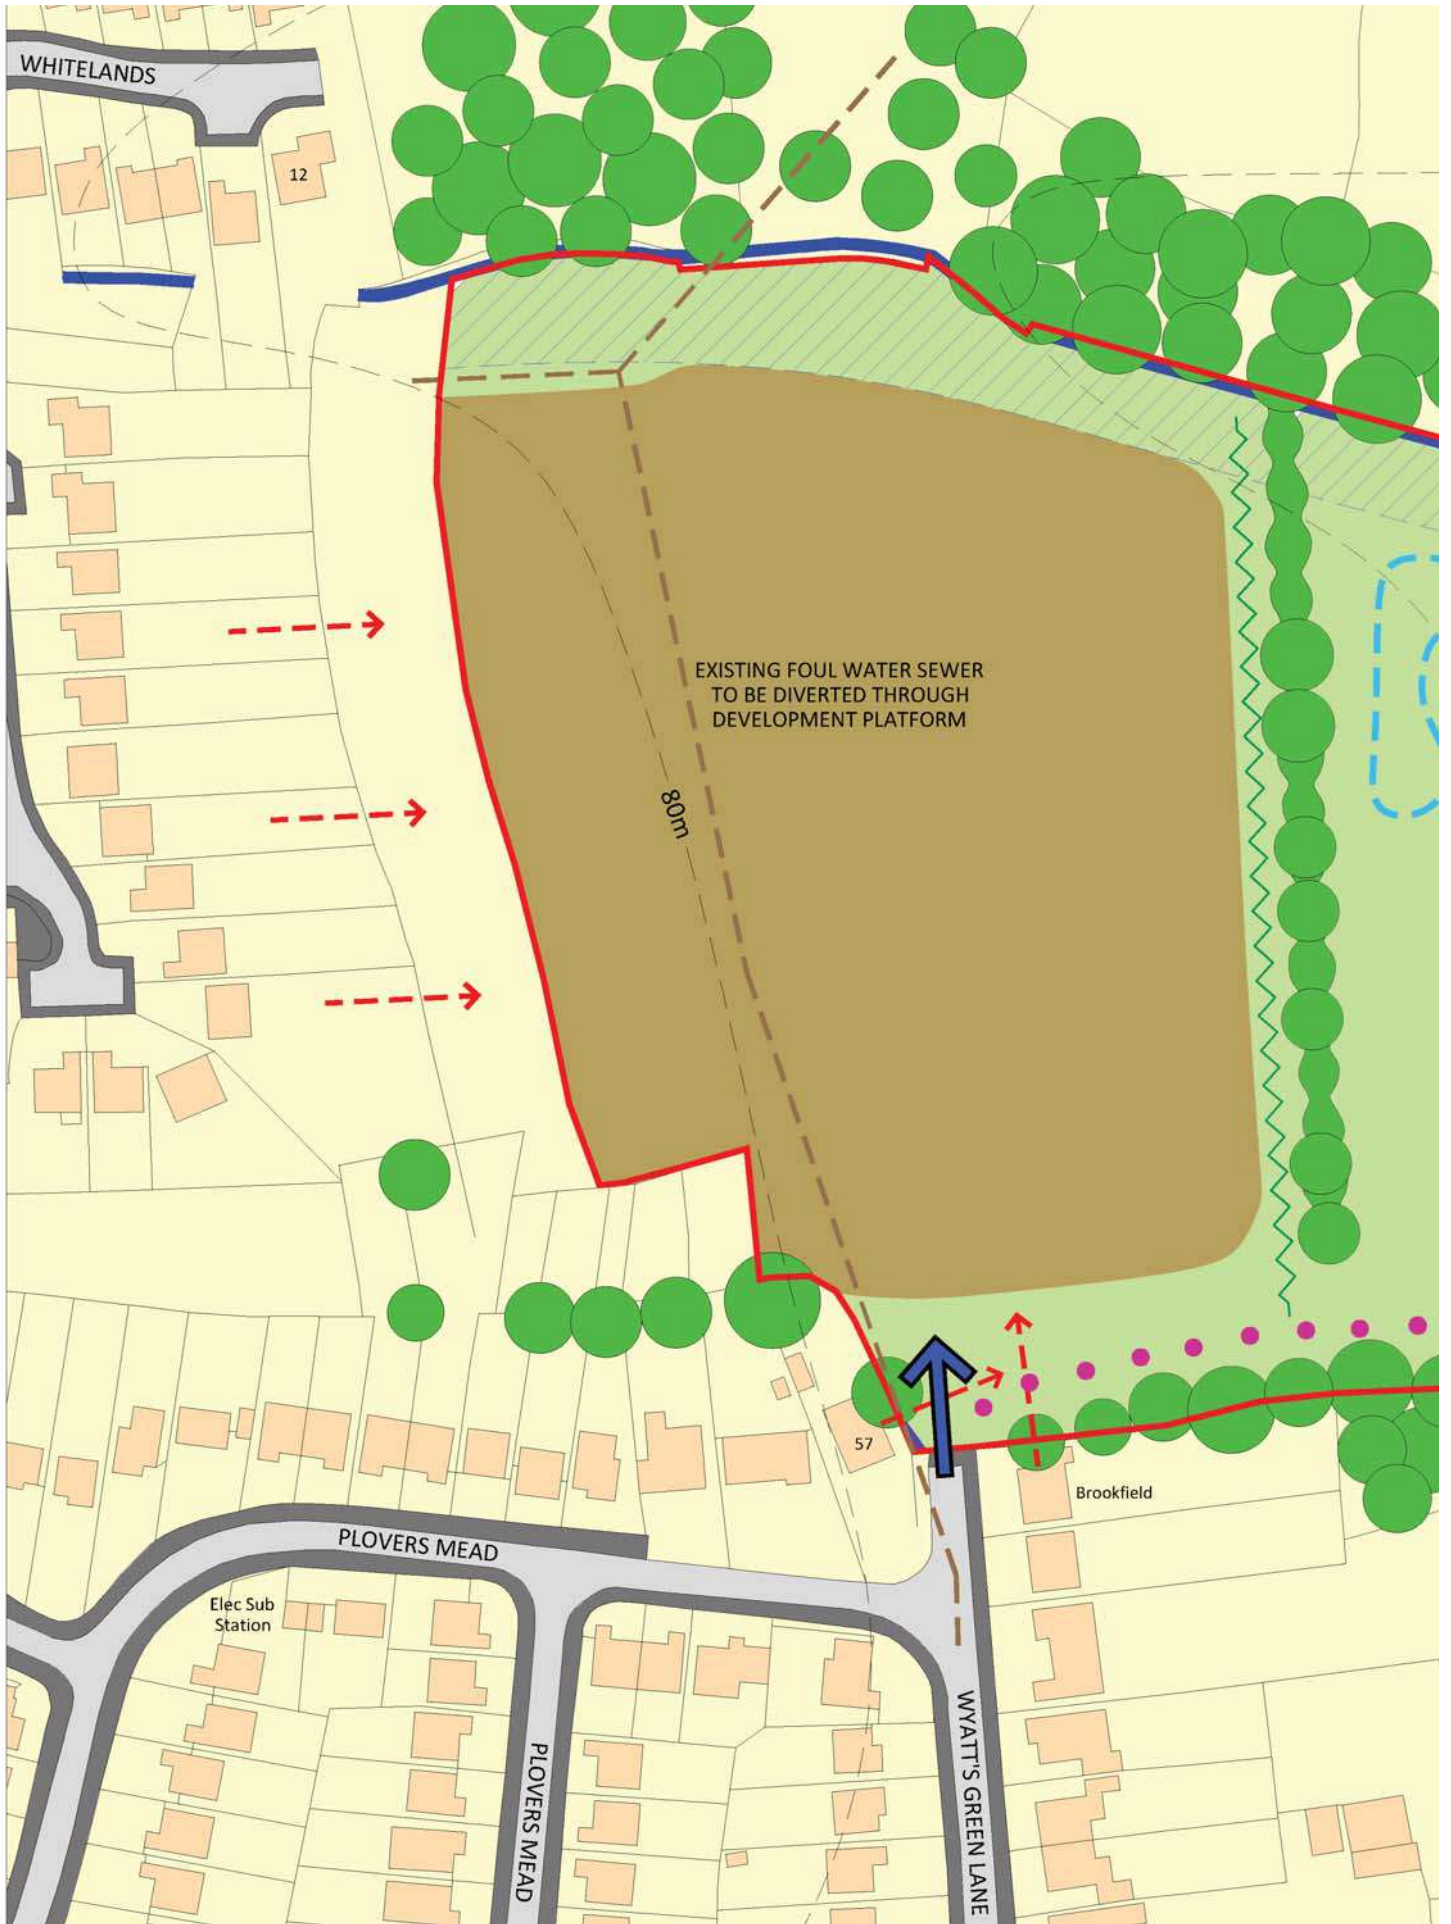 WHITELANDS
12
EXISTING FOUL WATER SEWER
TO BE DIVERTED THROUGH
DEVELOPMENT PLATFORM
80m
57
Brookfield
PLOVERS MEAD
Elec Sub
Station
PLOVERS MEAD
WYATT'S GREEN LANE